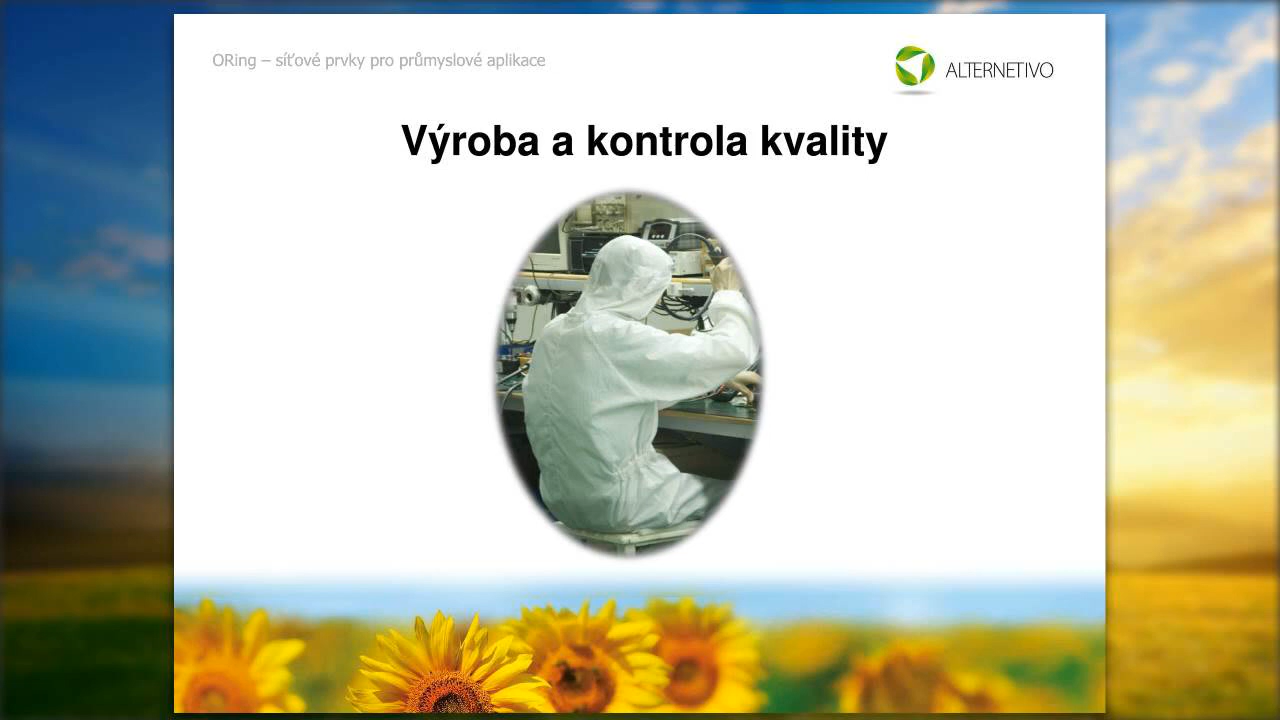 ORing – síťové prvky pro průmyslové aplikace
ALTERNETIVO
Výroba a kontrola kvality